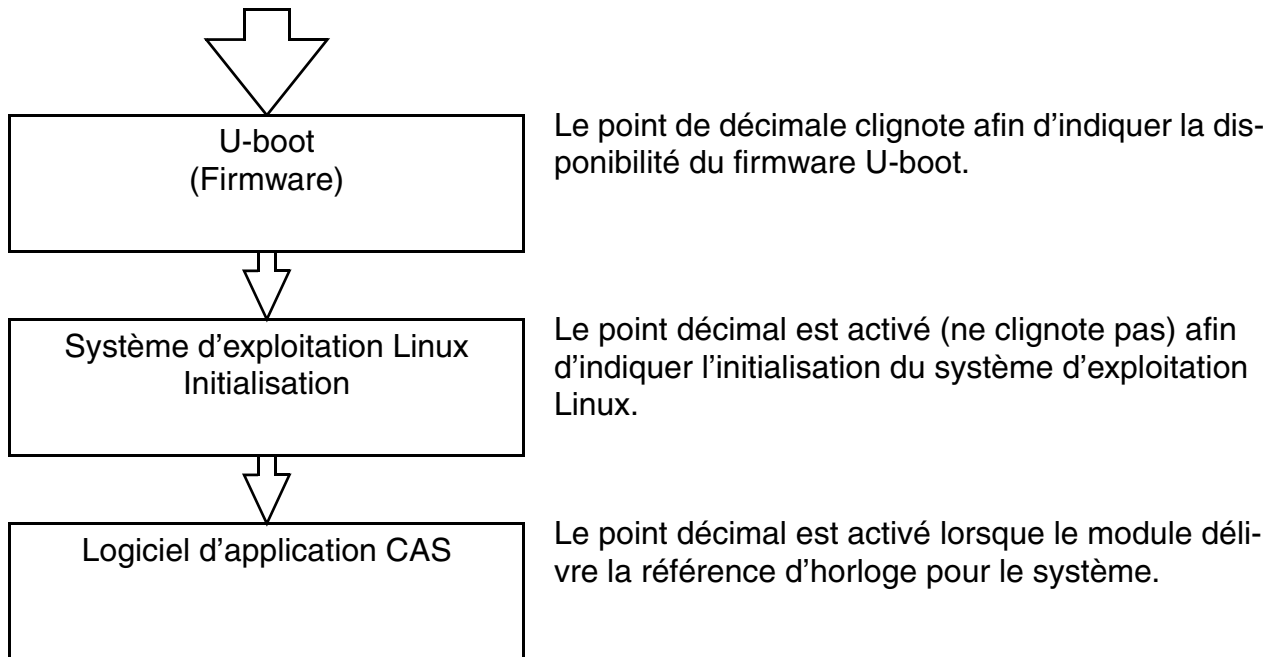 U-boot
(Firmware)
Le point de décimale clignote afin d'indiquer la dis-
ponibilité du firmware U-boot.
Système d'exploitation Linux
Initialisation
Le point décimal est activé (ne clignote pas) afin
d'indiquer l'initialisation du système d'exploitation
Linux.
Logiciel d'application CAS
Le point décimal est activé lorsque le module déli-
vre la référence d'horloge pour le système.